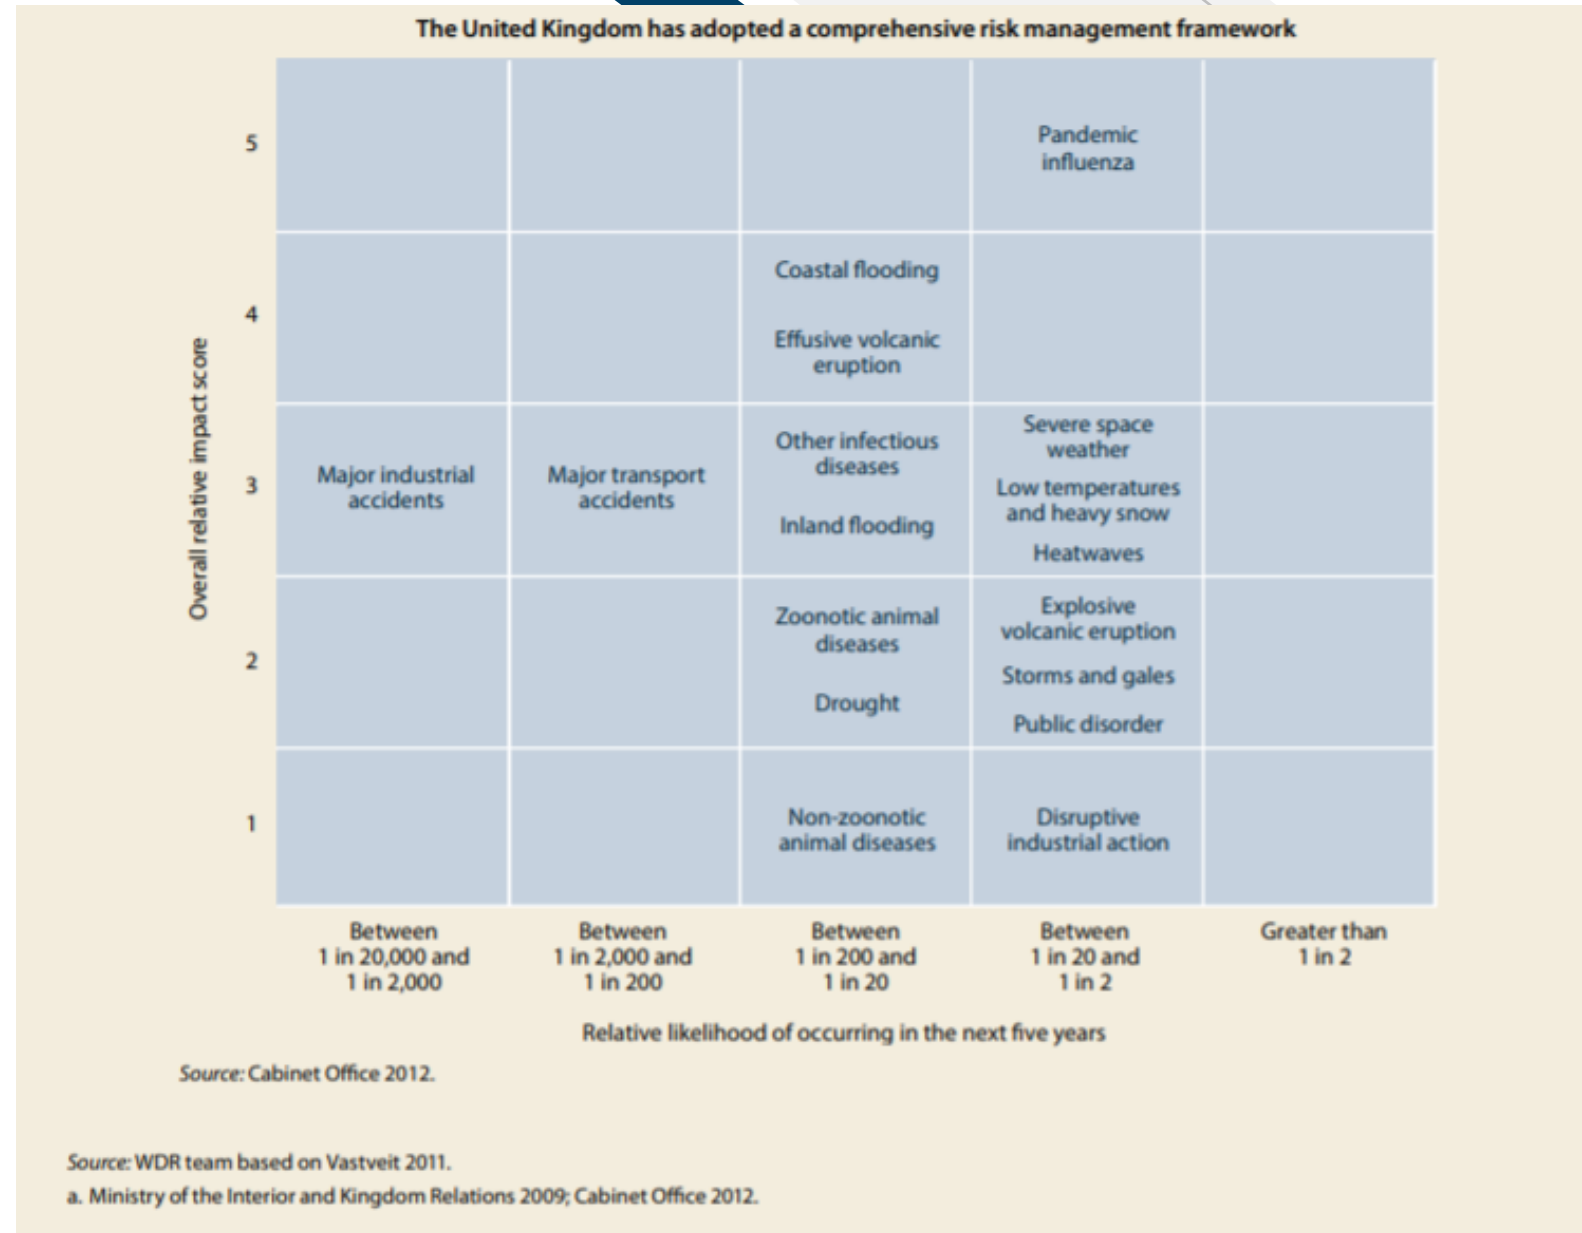 The United Kingdom has adopted a comprehensive risk management framework
5
Pandemic
influenza
4
Coastal flooding
Effusive volcanic
eruption
Overall relative impact score
3
Major industrial
accidents
Major transport
accidents
Other infectious
diseases
Inland flooding
Severe space
weather
Low temperatures
and heavy snow
Heatwaves
2
Zoonotic animal
diseases
Drought
Explosive
volcanic eruption
Storms and gales
Public disorder
1
Non-zoonotic
animal diseases
Disruptive
industrial action
Between
1 in 20,000 and
1 in 2,000
Between
1 in 2,000 and
1 in 200
Between
1 in 200 and
1 in 20
Between
1 in 20 and
1 in 2
Greater than
1 in 2
Relative likelihood of occurring in the next five years
Source: Cabinet Office 2012.
Source: WDR team based on Vastveit 2011.
a. Ministry of the Interior and Kingdom Relations 2009; Cabinet Office 2012.